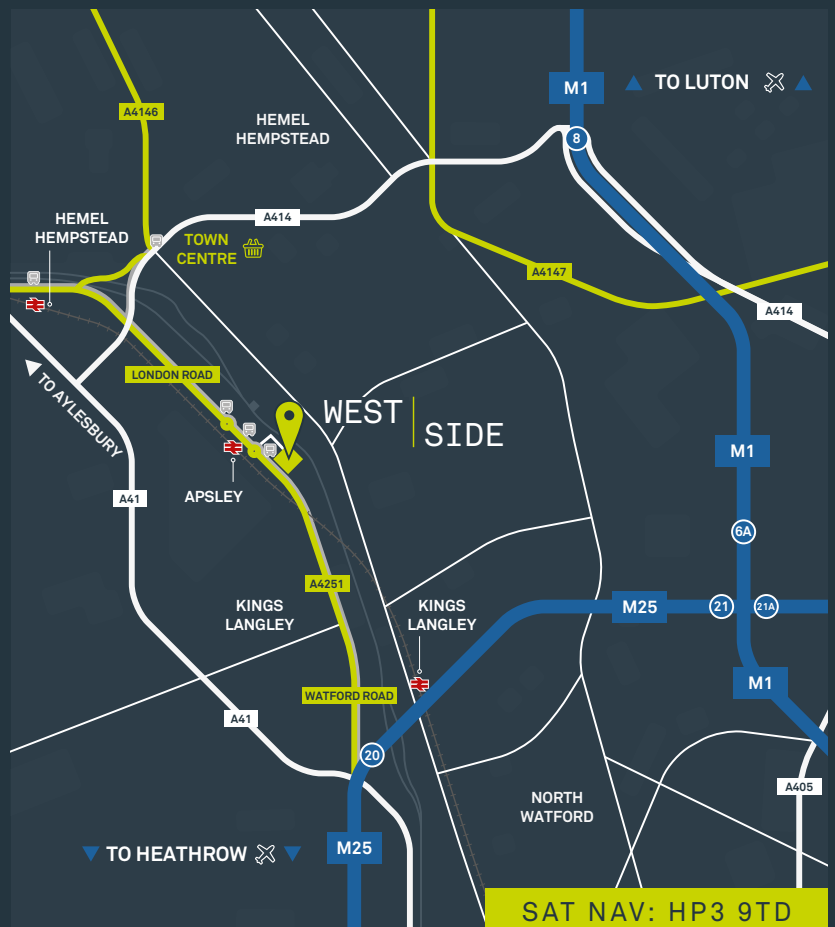 M1
TO LUTON
A4146
HEMEL
HEMPSTEAD
8
HEMEL
HEMPSTEAD
A414
TOWN
CENTRE
A4147
A414
LONDON ROAD
TO AYLESBURY
WEST
SIDE
M1
APSLEY
A41
6A
A4251
KINGS
LANGLEY
KINGS
LANGLEY
M25
21
21A
WATFORD ROAD
M1
A41
20
A405
NORTH
WATFORD
TO HEATHROW
M25
SAT NAV: HP3 9TD